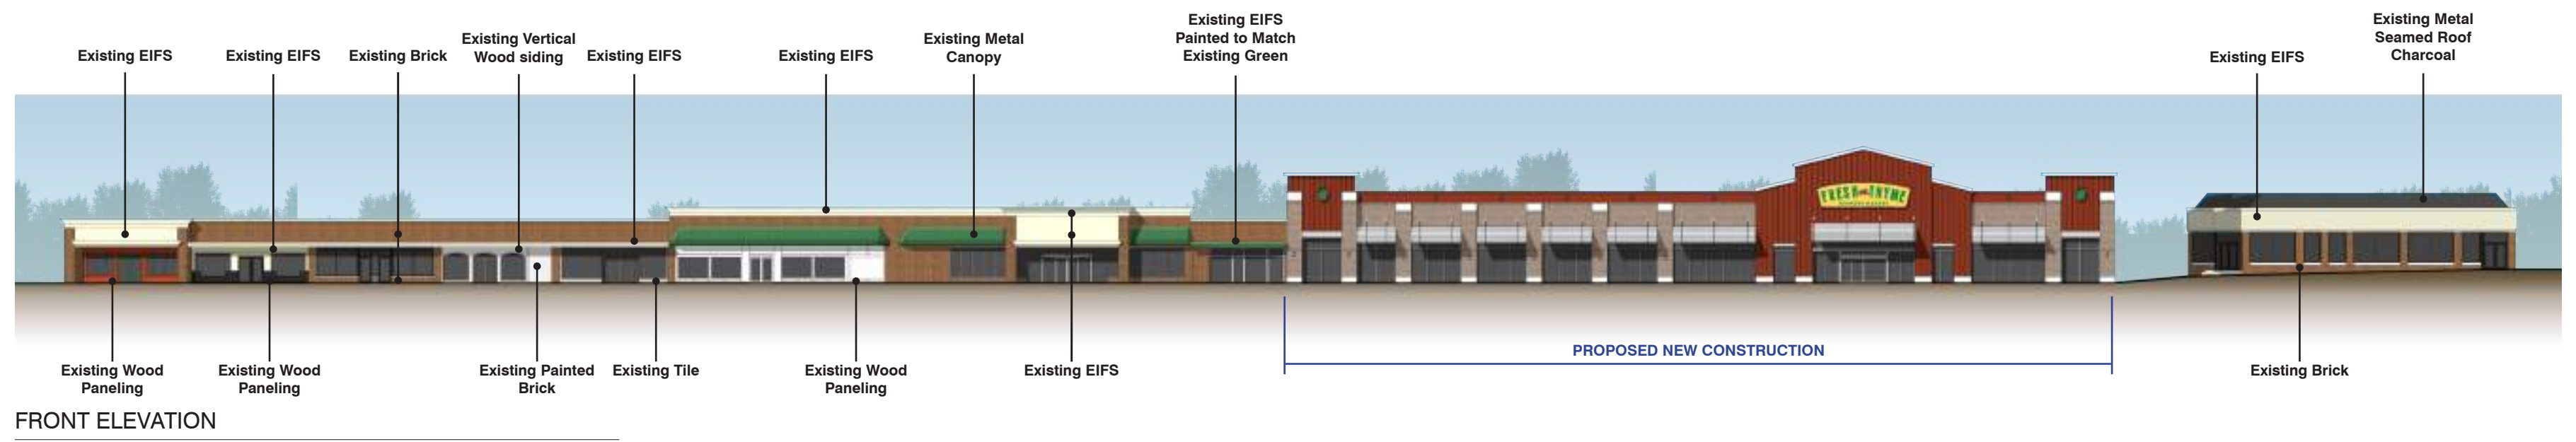 Existing EIFS
Existing EIFS
Existing Brick
Existing Vertical
Wood siding
Existing EIFS
Existing EIFS
Existing Metal
Canopy
Existing EIFS
Painted to Match
Existing Green
Existing EIFS
Existing Metal
Seamed Roof
Charcoal
FRESH THYME
Existing Wood
Paneling
Existing Wood
Paneling
Existing Painted
Brick
Existing Tile
Existing Wood
Paneling
Existing EIFS
PROPOSED NEW CONSTRUCTION
Existing Brick
FRONT ELEVATION